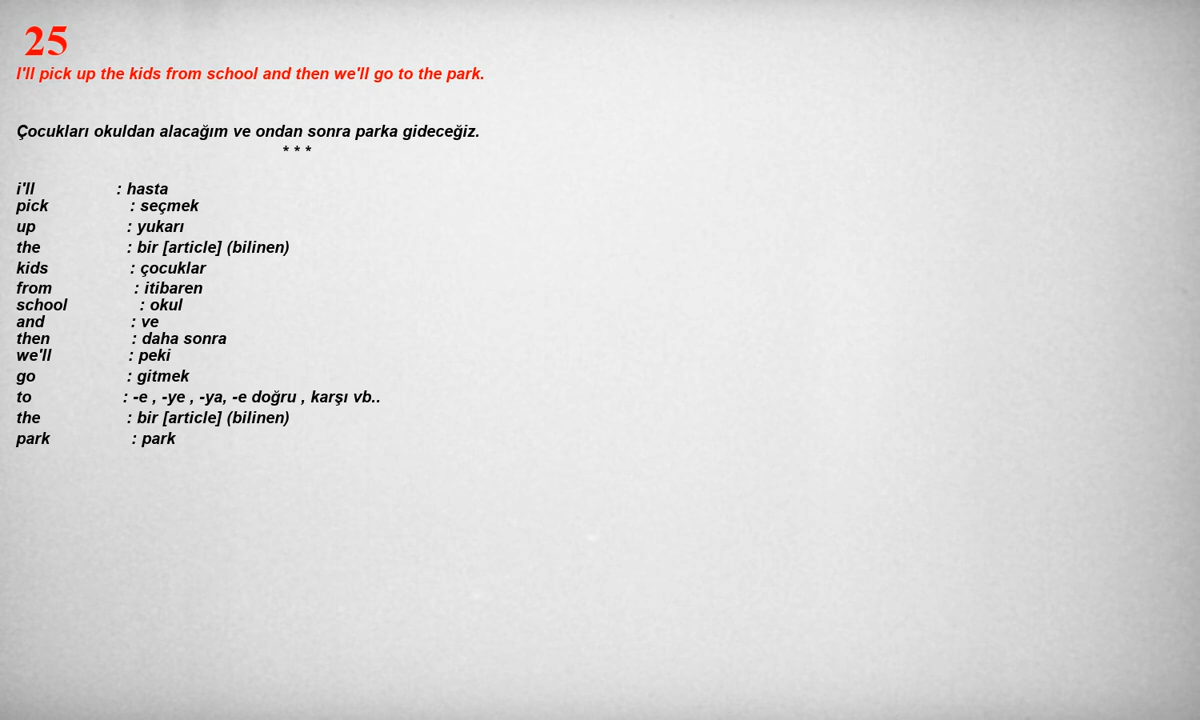 25
I'll pick up the kids from school and then we'll go to the park.
Çocukları okuldan alacağım ve ondan sonra parka gideceğiz.
* * *
i'll : hasta
pick : seçmek
up : yukarı
the : bir [article] (bilinen)
kids : çocuklar
from : itibaren
school : okul
and : ve
then : daha sonra
we'll : peki
go : gitmek
to : -e , -ye , -ya, -e doğru , karşı vb..
the : bir [article] (bilinen)
park : park